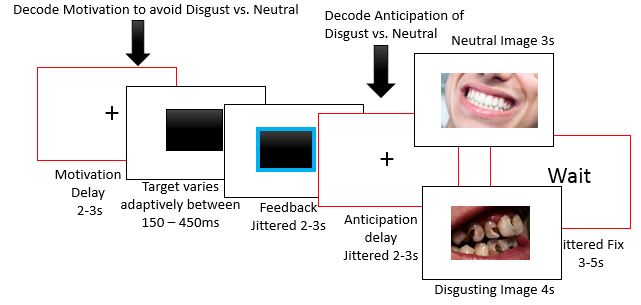 Decode Motivation to avoid Disgust vs. Neutral
Decode Anticipation of
Disgust vs. Neutral
Neutral Image 3s
+
Motivation
Delay
2-3s
Target varies
adaptively between
150 – 450ms
Feedback
Jittered 2-3s
+
Anticipation
delay
Jittered 2-3s
Wait
ittered Fix
3-5s
Disgusting Image 4s